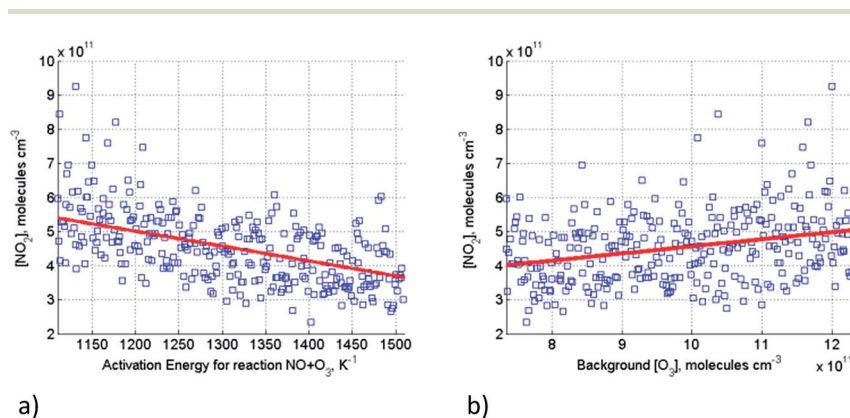 x 10^11
10
9
8
7
6
5
4
3
2
[NO2], molecules cm^-3
1150 1200 1250 1300 1350 1400 1450 1500
Activation Energy for reaction NO+O3, K^-1
a)
x 10^11
10
9
8
7
6
5
4
3
2
[NO2], molecules cm^-3
8 9 10 11 12
Background [O3], molecules cm^-3
b)